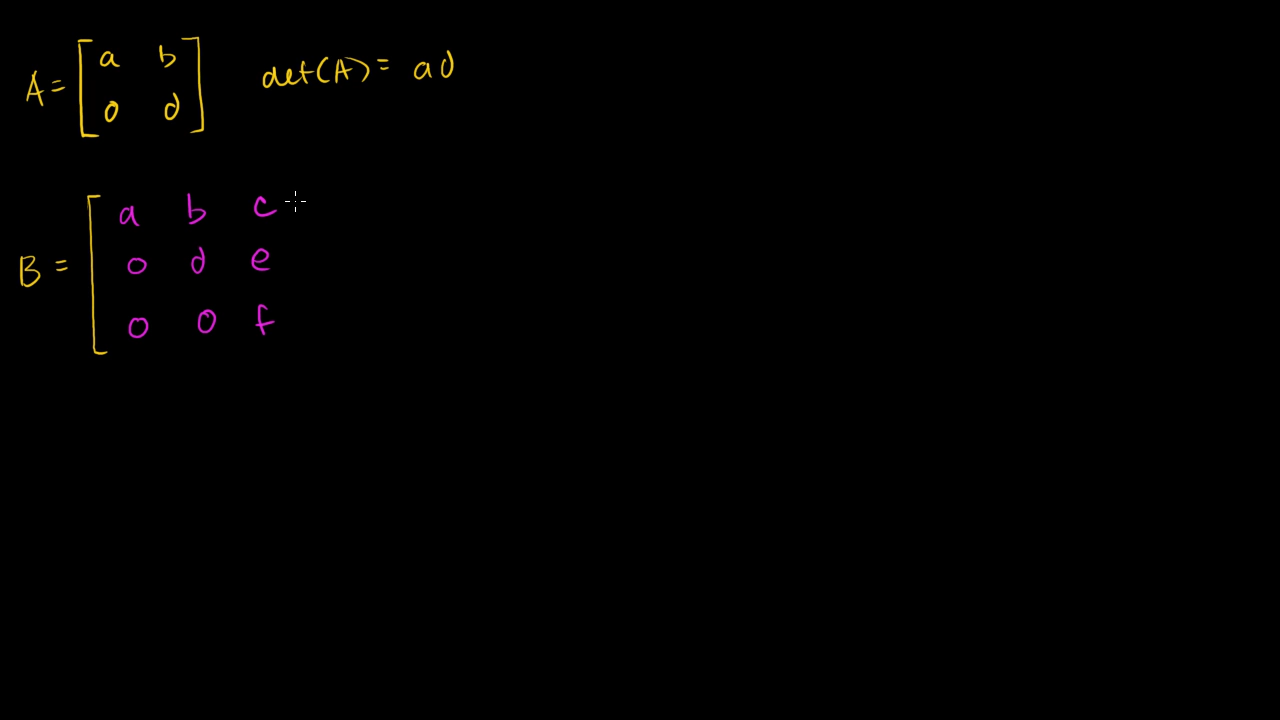 A = [ a b
0 d ] det(A) = ad
B = [ a b c
0 d e
0 0 f